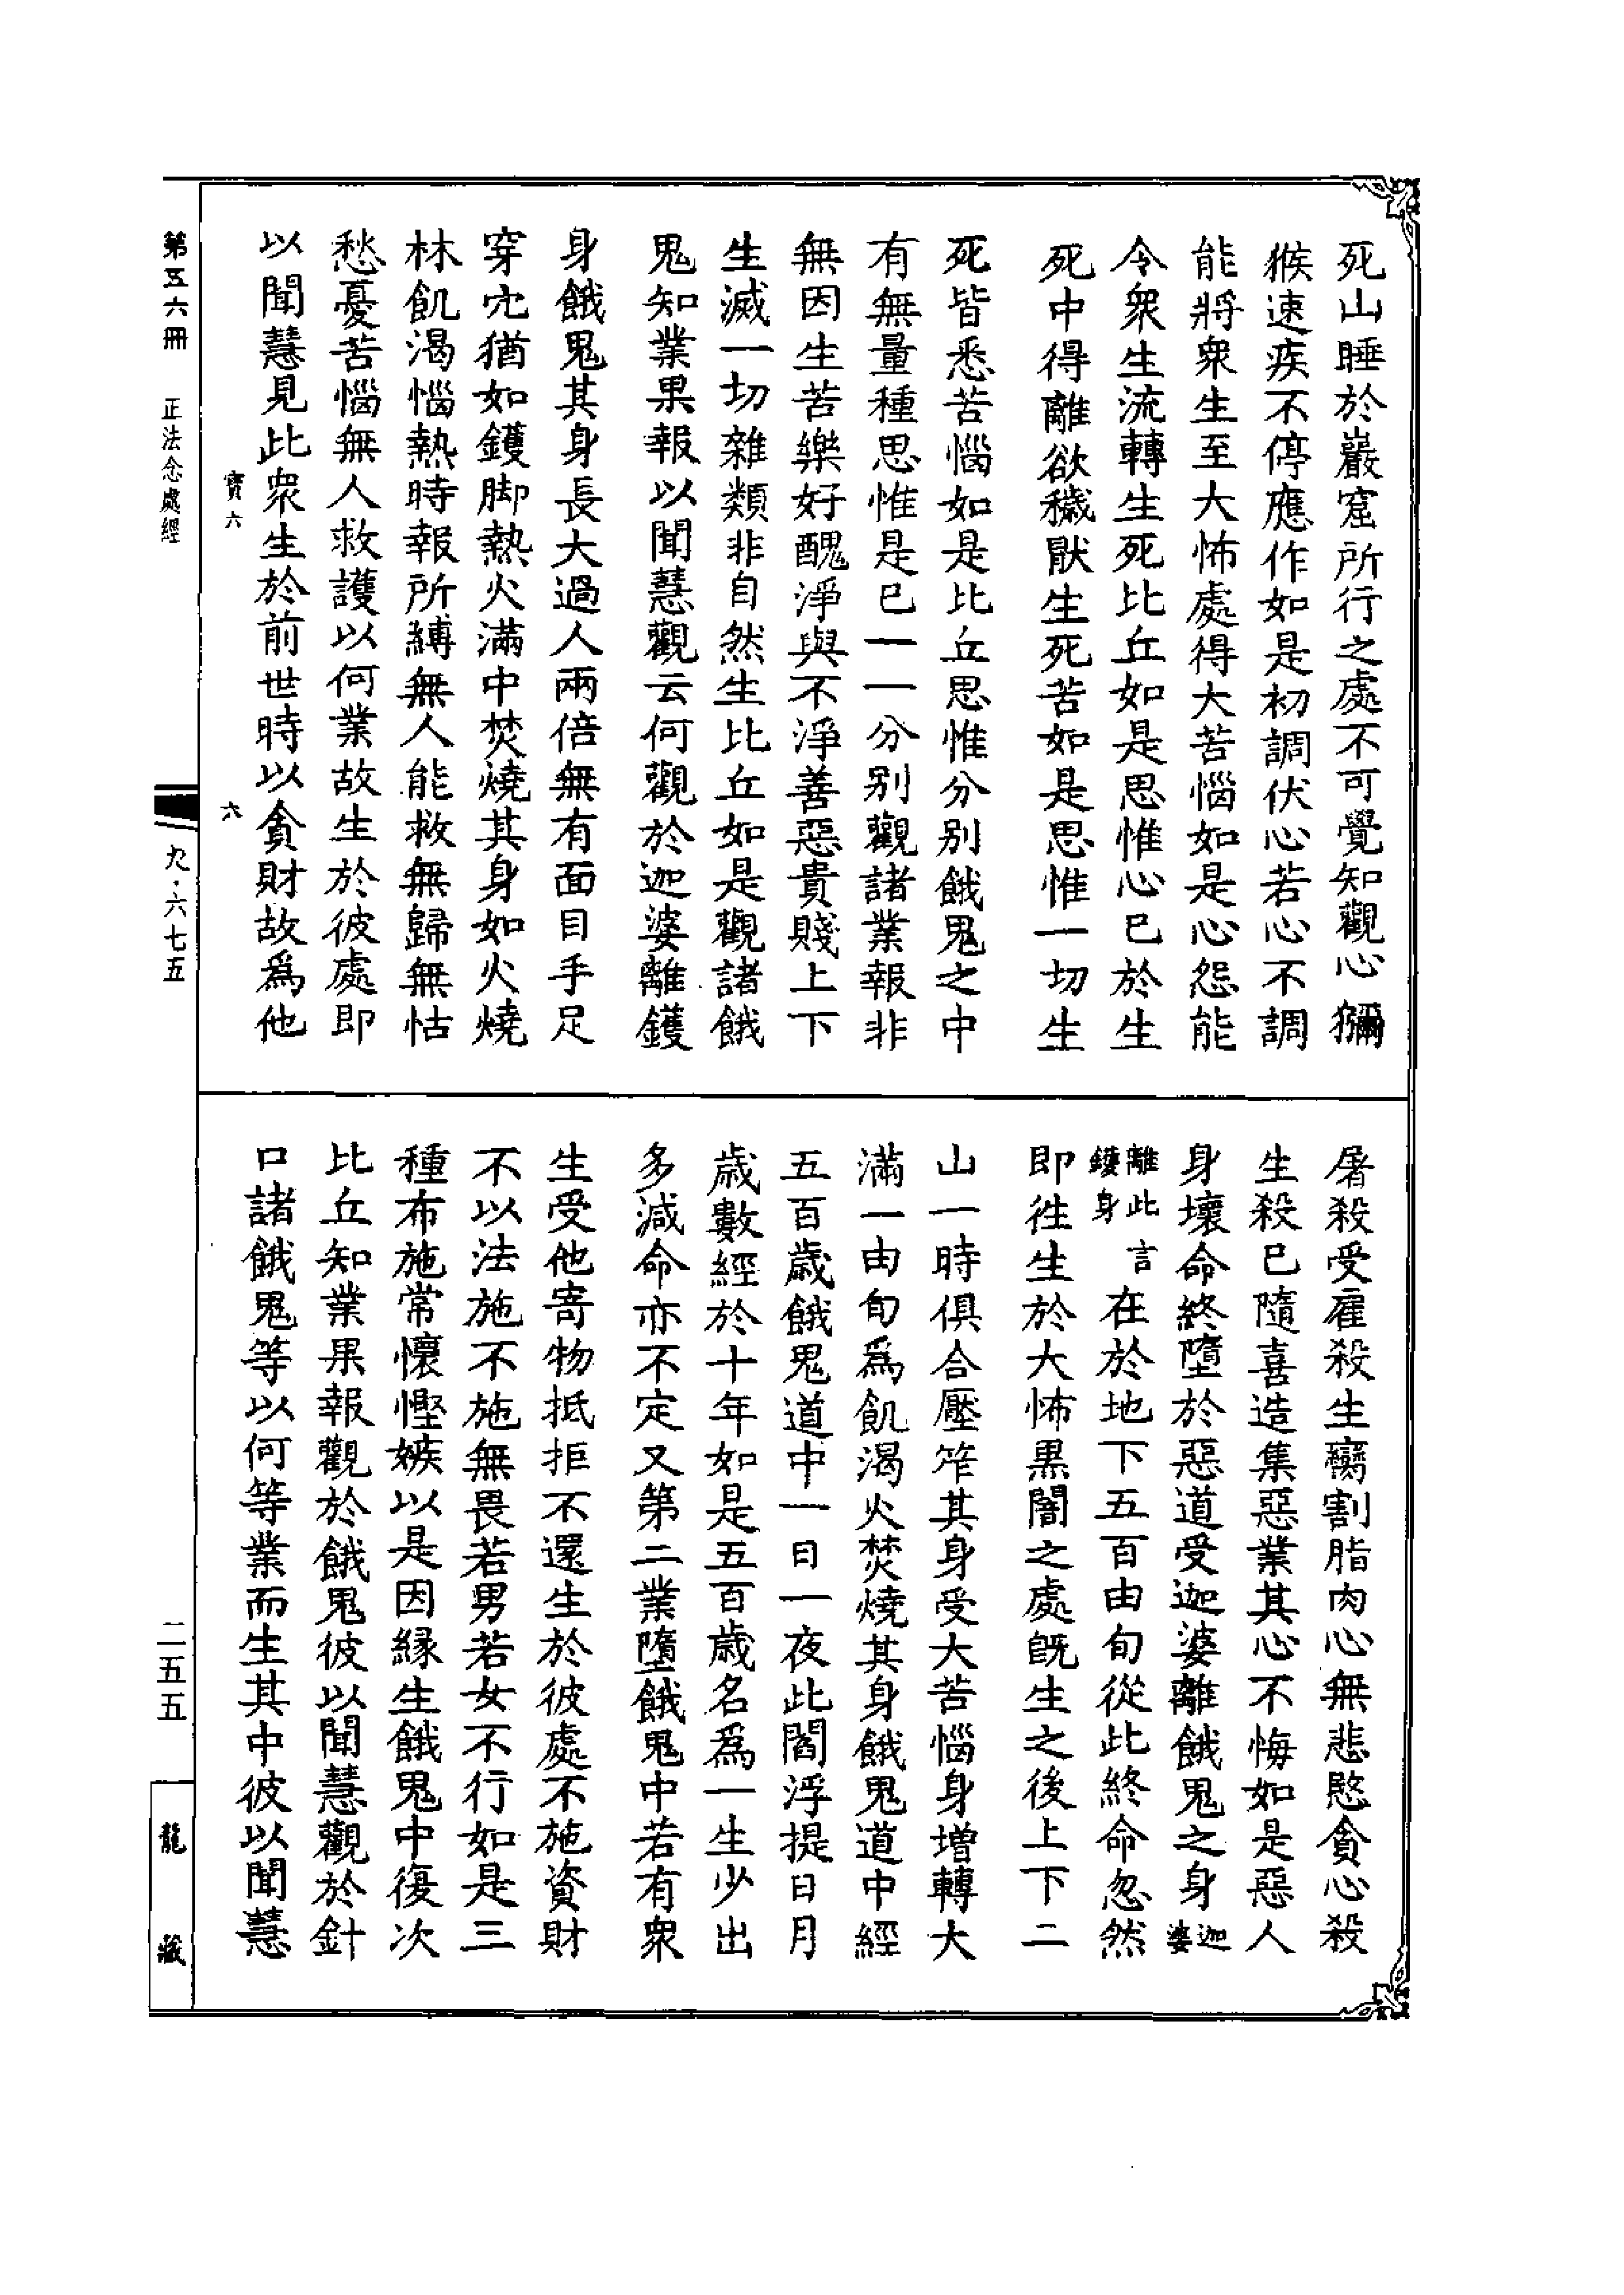 死山睡於巖窟所行之處不可覺知觀心獼
猴速疾不停應作如是初調伏心若心不調
能將衆生至大怖處得大苦惱如是心怨能
令衆生流轉生死比丘如是思惟心已於生
死中得離欲穢厭生死苦如是思惟一切生
死皆悉苦惱如是比丘思惟分别餓鬼之中
有無量種思惟是已一一分别觀諸業報非
無因生苦樂好醜淨與不淨善惡貴賤上下
生滅一切雜類非自然生比丘如是觀諸餓
鬼知業果報以聞慧觀云何觀於迦婆離鑊
身餓鬼其身長大過人兩倍無有面目手足
穿穴猶如鑊脚熱火滿中焚燒其身如火燒
林飢渴惱熱時報所縛無人能救無歸無怙
愁憂苦惱無人救護以何業故生於彼處即
以聞慧見此衆生於前世時以貪財故爲他
屠殺受雇殺生臠割脂肉心無悲愍貪心殺
生殺已隨喜造集惡業其心不悔如是惡人
身壞命終墮於惡道受迦婆離餓鬼之身迦婆
離此言鑊身在於地下五百由旬從此終命忽然
即往生於大怖黒闇之處旣生之後上下二
山一時俱合壓笮其身受大苦惱身增轉大
滿一由旬爲飢渴火焚燒其身餓鬼道中經
五百歲餓鬼道中一日一夜此閻浮提日月
歲數經於十年如是五百歲名爲一生少出
多減命亦不定又第二業墮餓鬼中若有衆
生受他寄物抵拒不還生於彼處不施資財
不以法施不施無畏若男若女不行如是三
種布施常懷慳嫉以是因緣生餓鬼中復次
比丘知業果報觀於餓鬼彼以聞慧觀於針
口諸餓鬼等以何等業而生其中彼以聞慧
寶六
六
第五六冊 正法念處經
九·六七五
二五五
龍藏